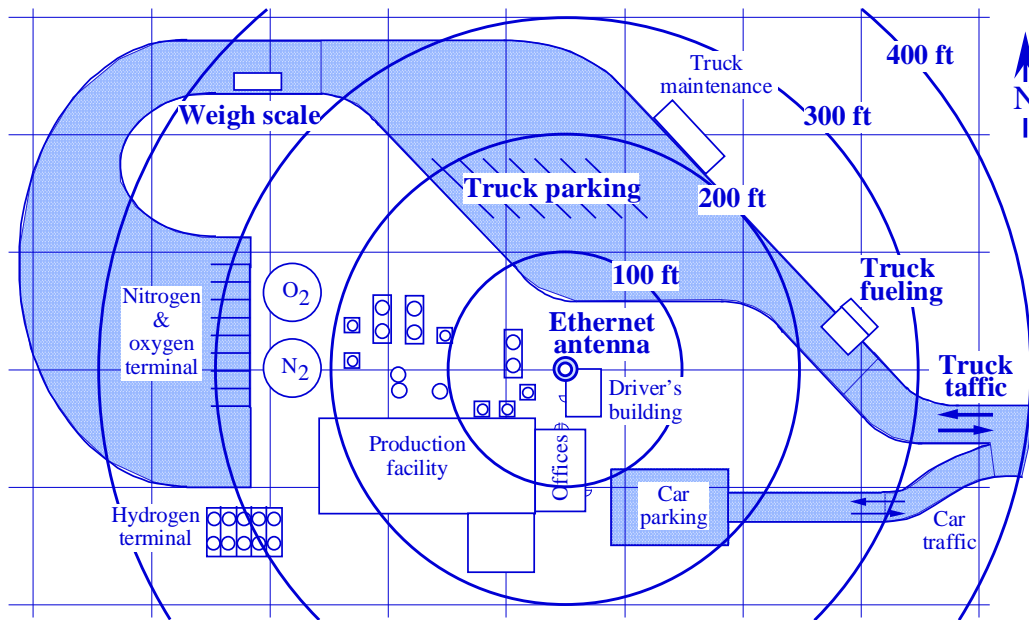 400 ft
Truck
maintenance
N
Weigh scale
300 ft
Truck parking
200 ft
100 ft
Truck
fueling
Nitrogen
&
oxygen
terminal
O2
N2
Ethernet
antenna
Truck
taffic
Driver's
building
Production
facility
Offices
Car
parking
Hydrogen
terminal
Car
traffic